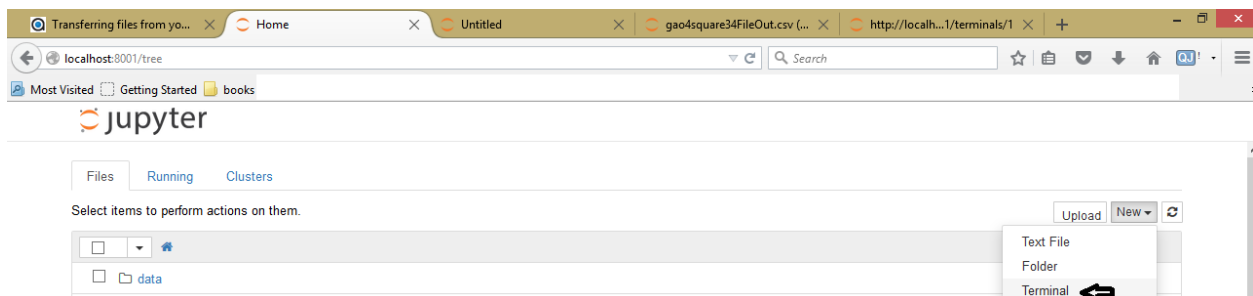 Transferring files from yo... Home Untitled gao4square34FileOut.csv (... http://localh...1/terminals/1
localhost:8001/tree Search QJ!
Most Visited Getting Started books
jupyter
Files Running Clusters
Select items to perform actions on them. Upload New
Text File
Folder
data
Terminal